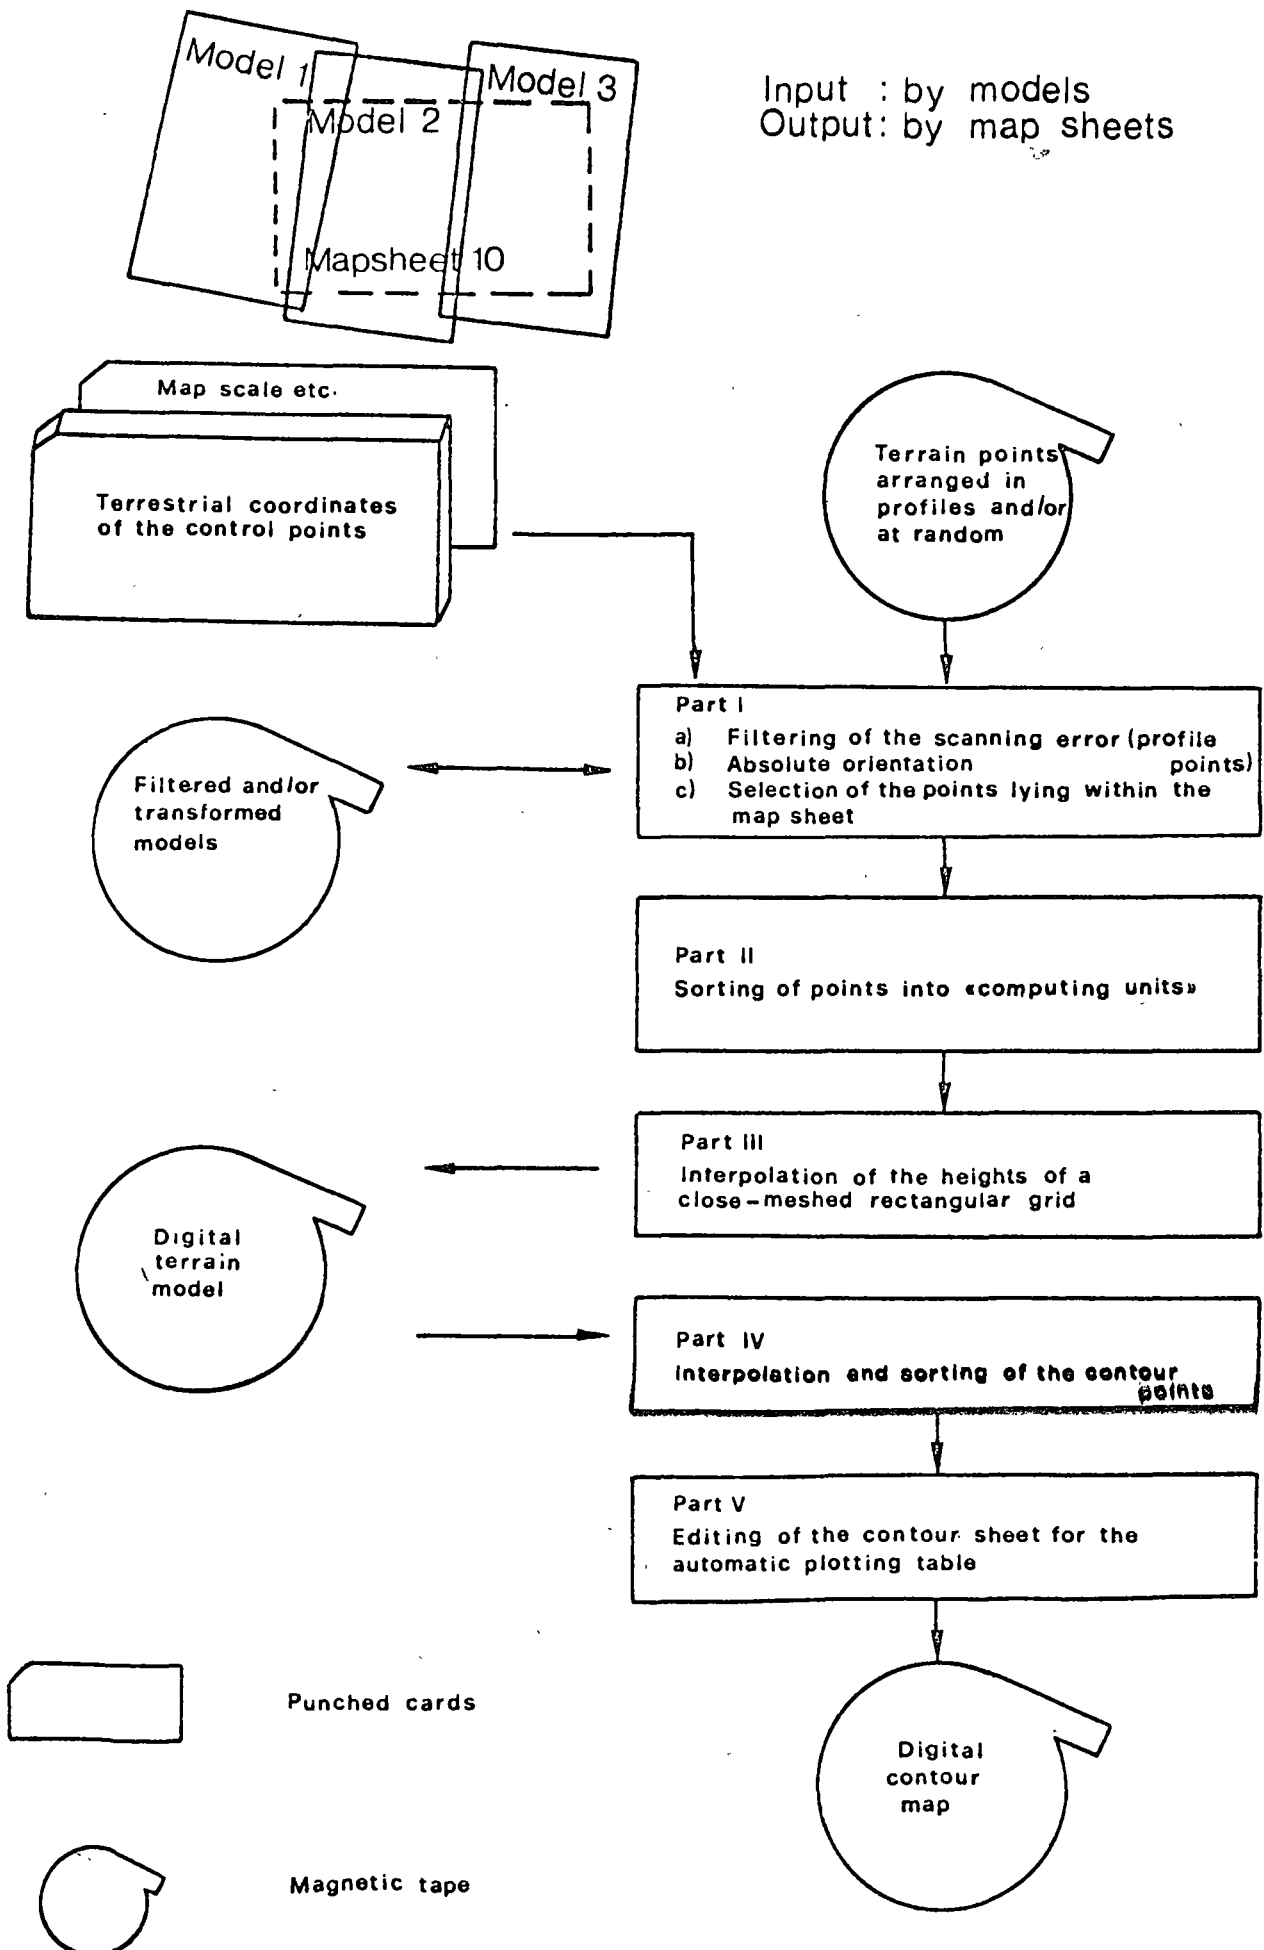 Model 1
Model 3
Model 2
Mapsheet 10
Input : by models
Output: by map sheets
Map scale etc.
Terrestrial coordinates
of the control points
Terrain points
arranged in
profiles and/or
at random
Part I
a) Filtering of the scanning error (profile
b) Absolute orientation points)
c) Selection of the points lying within the
map sheet
Filtered and/or
transformed
models
Part II
Sorting of points into «computing units»
Part III
Interpolation of the heights of a
close-meshed rectangular grid
Digital
terrain
model
Part IV
Interpolation and sorting of the contour
points
Part V
Editing of the contour sheet for the
automatic plotting table
Punched cards
Digital
contour
map
Magnetic tape